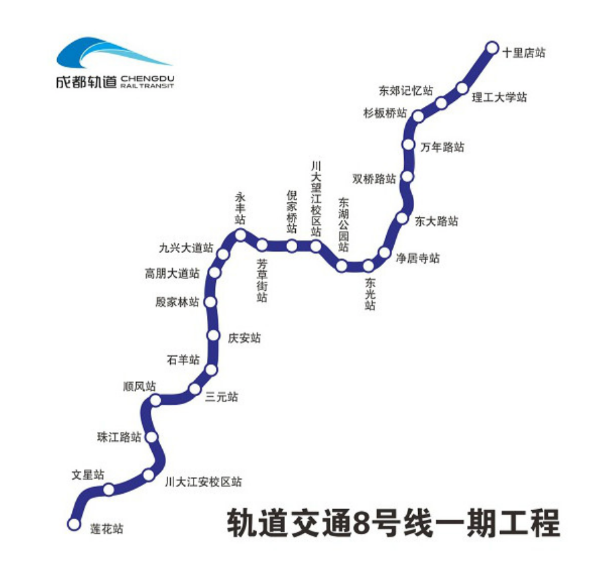 成都轨道 CHENGDU
RAIL TRANSIT
十里店站
理工大学站
东郊记忆站
杉板桥站
万年路站
双桥路站
东大路站
净居寺站
东光站
东湖公园站
川大望江校区站
倪家桥站
芳草街站
永丰站
九兴大道站
高朋大道站
殷家林站
庆安站
石羊站
三元站
顺风站
珠江路站
川大江安校区站
文星站
莲花站
轨道交通8号线一期工程